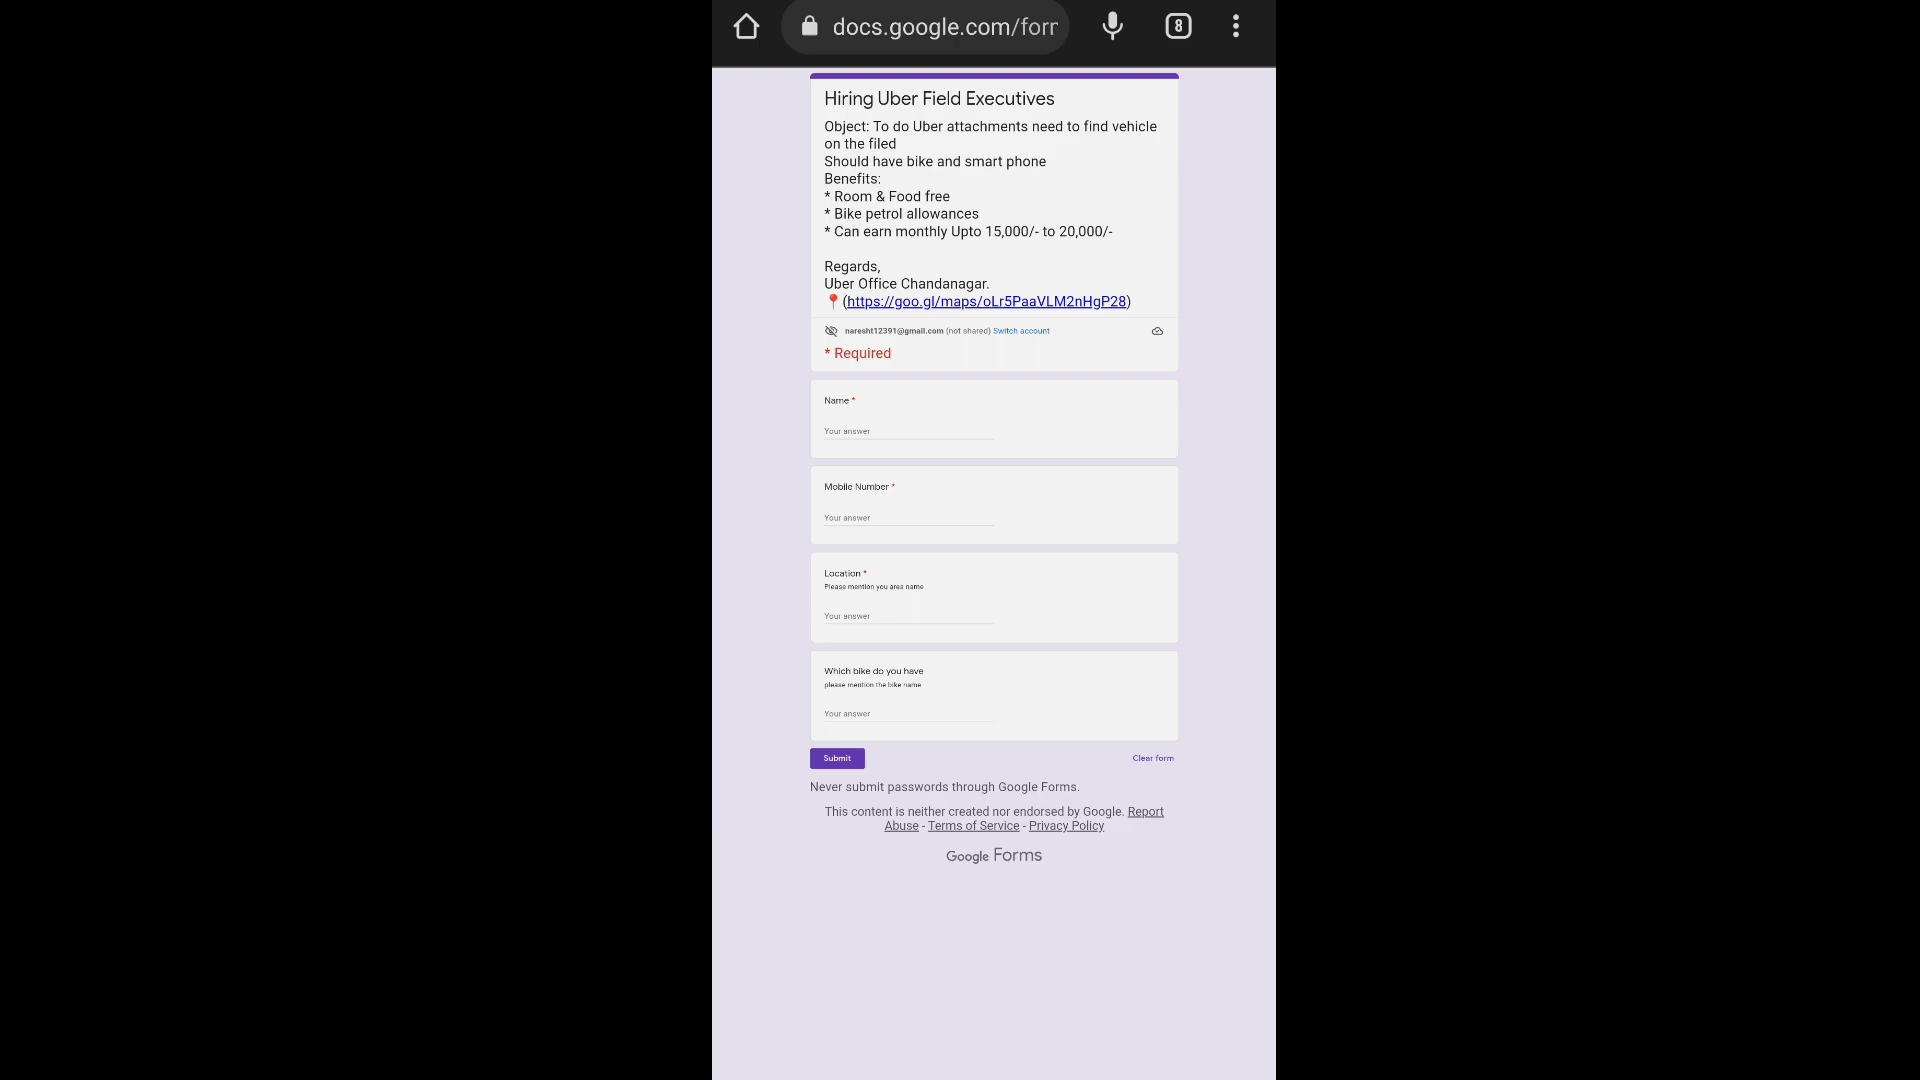 docs.google.com/forr
8
Hiring Uber Field Executives
Object: To do Uber attachments need to find vehicle
on the filed
Should have bike and smart phone
Benefits:
* Room & Food free
* Bike petrol allowances
* Can earn monthly Upto 15,000/- to 20,000/-
Regards,
Uber Office Chandanagar.
📍(https://goo.gl/maps/oLr5PaaVLM2nHgP28)
naresht12391@gmail.com (not shared) Switch account
* Required
Name *
Your answer
Mobile Number *
Your answer
Location *
Please mention you area name
Your answer
Which bike do you have
please mention the bike name
Your answer
Submit
Clear form
Never submit passwords through Google Forms.
This content is neither created nor endorsed by Google. Report
Abuse - Terms of Service - Privacy Policy
Google Forms